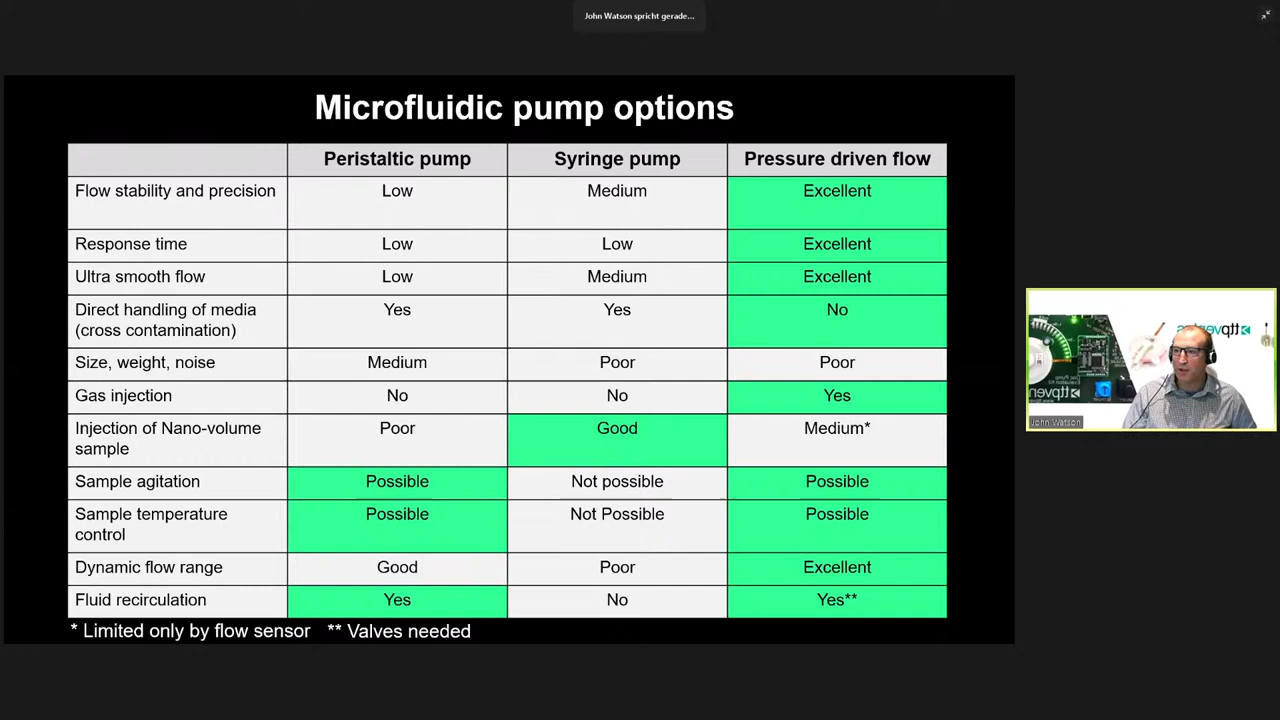 John Watson spricht gerade...
Microfluidic pump options
Peristaltic pump Syringe pump Pressure driven flow
Flow stability and precision Low Medium Excellent
Response time Low Low Excellent
Ultra smooth flow Low Medium Excellent
Direct handling of media Yes Yes No
(cross contamination)
Size, weight, noise Medium Poor Poor
Gas injection No No Yes
Injection of Nano-volume Poor Good Medium*
sample
Sample agitation Possible Not possible Possible
Sample temperature Possible Not Possible Possible
control
Dynamic flow range Good Poor Excellent
Fluid recirculation Yes No Yes**
* Limited only by flow sensor ** Valves needed
ttpventus
John Watson